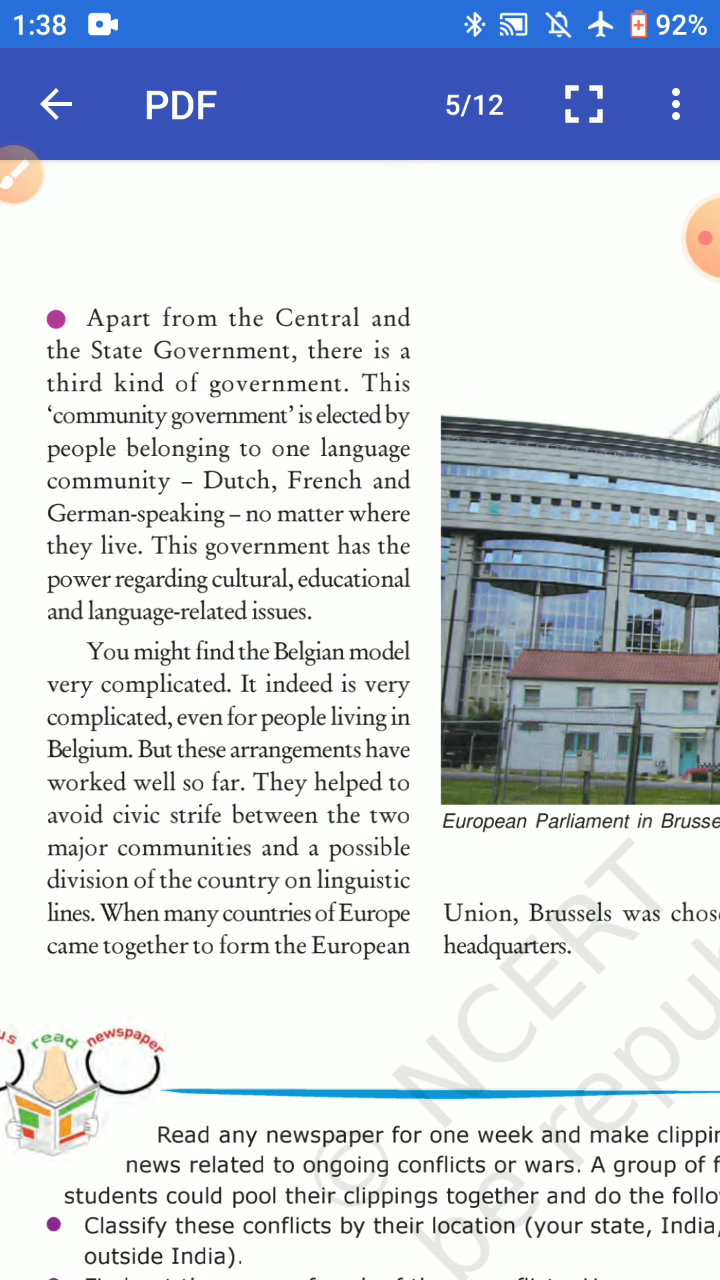 1:38
92%
PDF
5/12
Apart from the Central and
the State Government, there is a
third kind of government. This
‘community government’ is elected by
people belonging to one language
community – Dutch, French and
German-speaking – no matter where
they live. This government has the
power regarding cultural, educational
and language-related issues.
You might find the Belgian model
very complicated. It indeed is very
complicated, even for people living in
Belgium. But these arrangements have
worked well so far. They helped to
avoid civic strife between the two
major communities and a possible
division of the country on linguistic
lines. When many countries of Europe
came together to form the European
European Parliament in Brusse
Union, Brussels was chos
headquarters.
© NCERT
be repu
us read newspaper
Read any newspaper for one week and make clippin
news related to ongoing conflicts or wars. A group of f
students could pool their clippings together and do the follo
Classify these conflicts by their location (your state, India,
outside India).